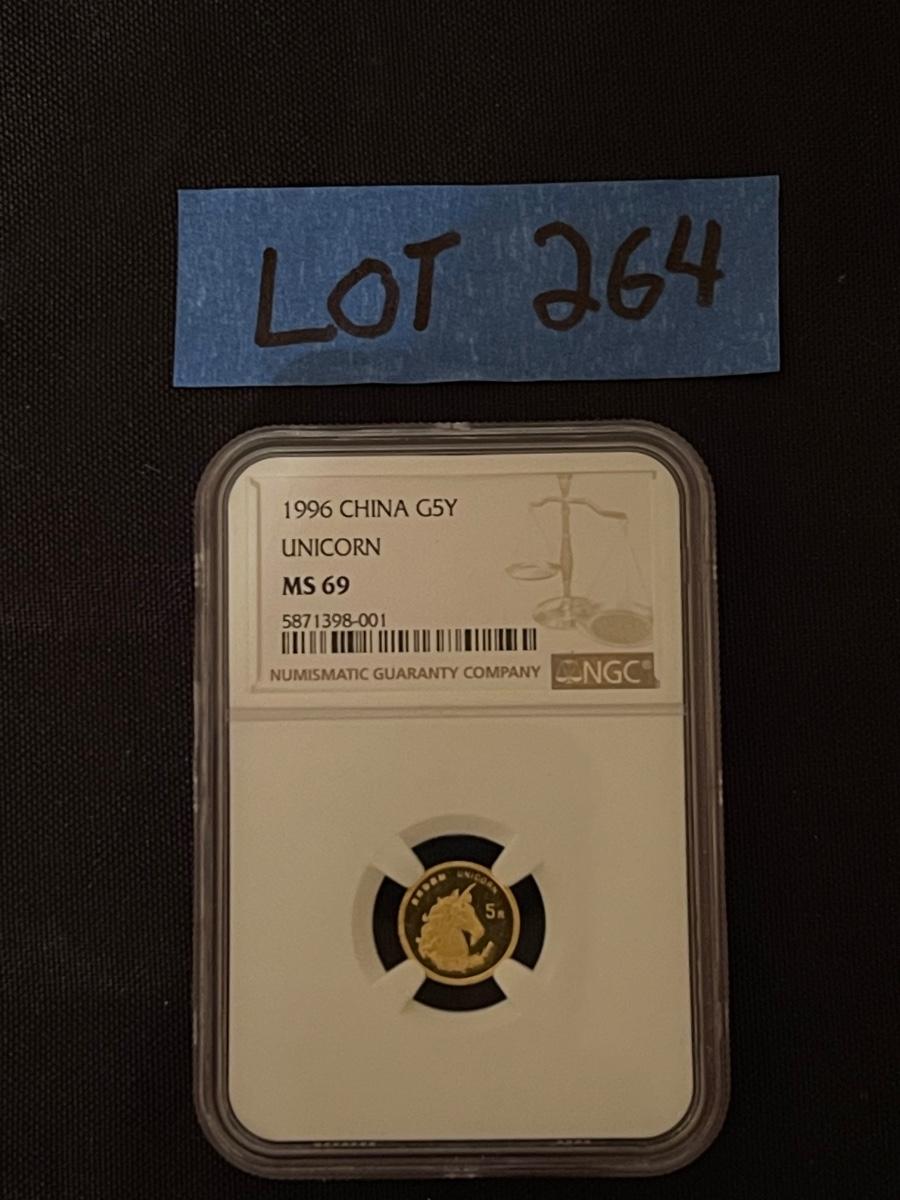 LOT 264
1996 CHINA G5Y
UNICORN
MS 69
5871398-001
NUMISMATIC GUARANTY COMPANY
NGC®
UNICORN
5元